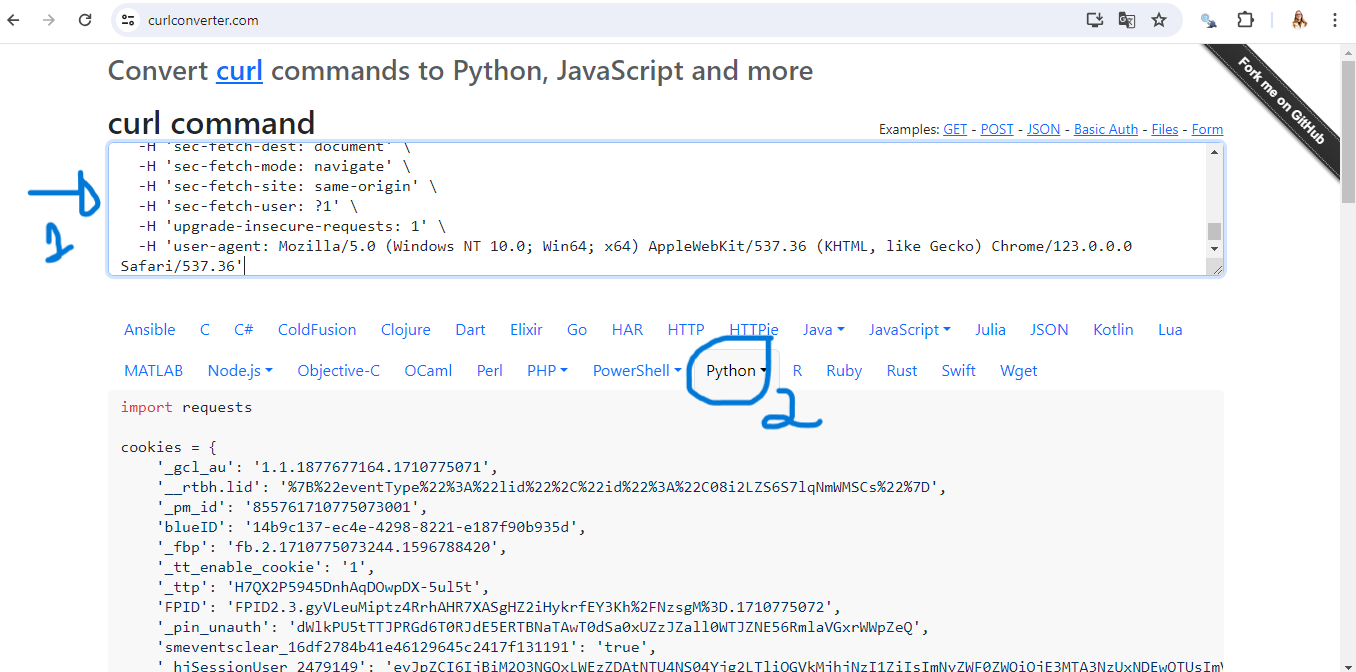 curlconverter.com
Fork me on GitHub
Convert curl commands to Python, JavaScript and more
curl command
Examples: GET - POST - JSON - Basic Auth - Files - Form
-H 'sec-fetch-dest: document' \
-H 'sec-fetch-mode: navigate' \
-H 'sec-fetch-site: same-origin' \
-H 'sec-fetch-user: ?1' \
-H 'upgrade-insecure-requests: 1' \
-H 'user-agent: Mozilla/5.0 (Windows NT 10.0; Win64; x64) AppleWebKit/537.36 (KHTML, like Gecko) Chrome/123.0.0.0
Safari/537.36'
1
Ansible C C# ColdFusion Clojure Dart Elixir Go HAR HTTP HTTPie Java JavaScript Julia JSON Kotlin Lua
MATLAB Node.js Objective-C OCaml Perl PHP PowerShell Python R Ruby Rust Swift Wget
2
import requests
cookies = {
'_gcl_au': '1.1.1877677164.1710775071',
'__rtbh.lid': '%7B%22eventType%22%3A%22lid%22%2C%22id%22%3A%22C08i2LZS6S7lqNmWMSCs%22%7D',
'_pm_id': '855761710775073001',
'blueID': '14b9c137-ec4e-4298-8221-e187f90b935d',
'_fbp': 'fb.2.1710775073244.1596788420',
'_tt_enable_cookie': '1',
'_ttp': 'H7QX2P5945DnhAqDOwpDX-5ul5t',
'FPID': 'FPID2.3.gyVLeuMiptz4RrhAHR7XASgHZ2iHykrfEY3Kh%2FNzsgM%3D.1710775072',
'_pin_unauth': 'dWlkPU5tTTJPRGd6T0RJdE5ERTBNaTAwT0dSa0xUZzJZall0WTJZNE56RmlaVGxrWWpZeQ',
'smeventsclear_16df2784b41e46129645c2417f131191': 'true',
'_hjSessionUser_2479149':